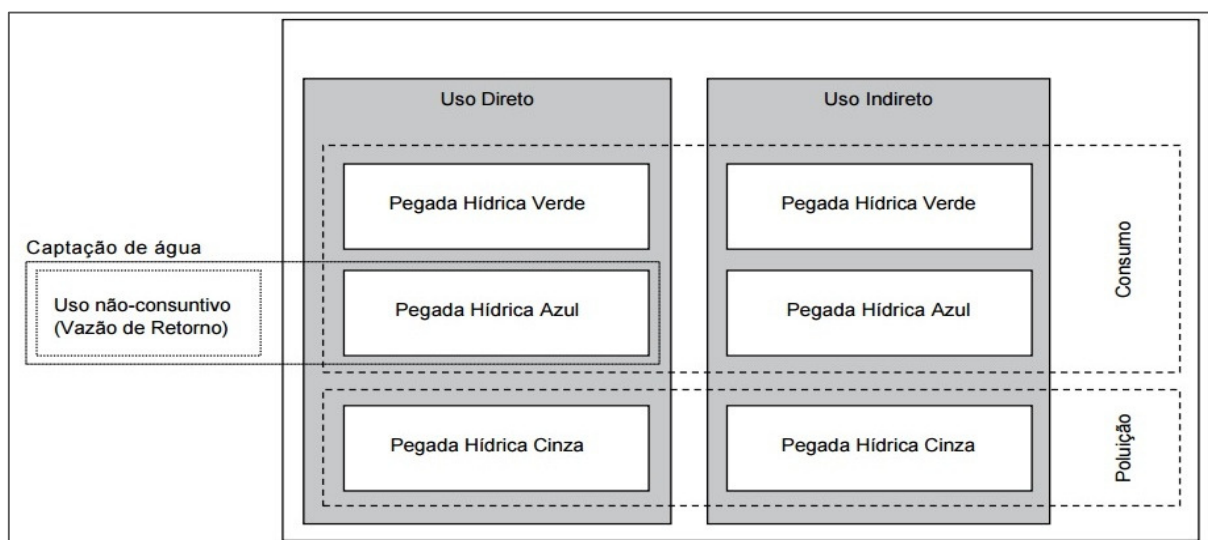 Uso Direto
Uso Indireto
Pegada Hídrica Verde
Pegada Hídrica Verde
Captação de água
Uso não-consuntivo
(Vazão de Retorno)
Pegada Hídrica Azul
Pegada Hídrica Azul
Consumo
Pegada Hídrica Cinza
Pegada Hídrica Cinza
Poluição